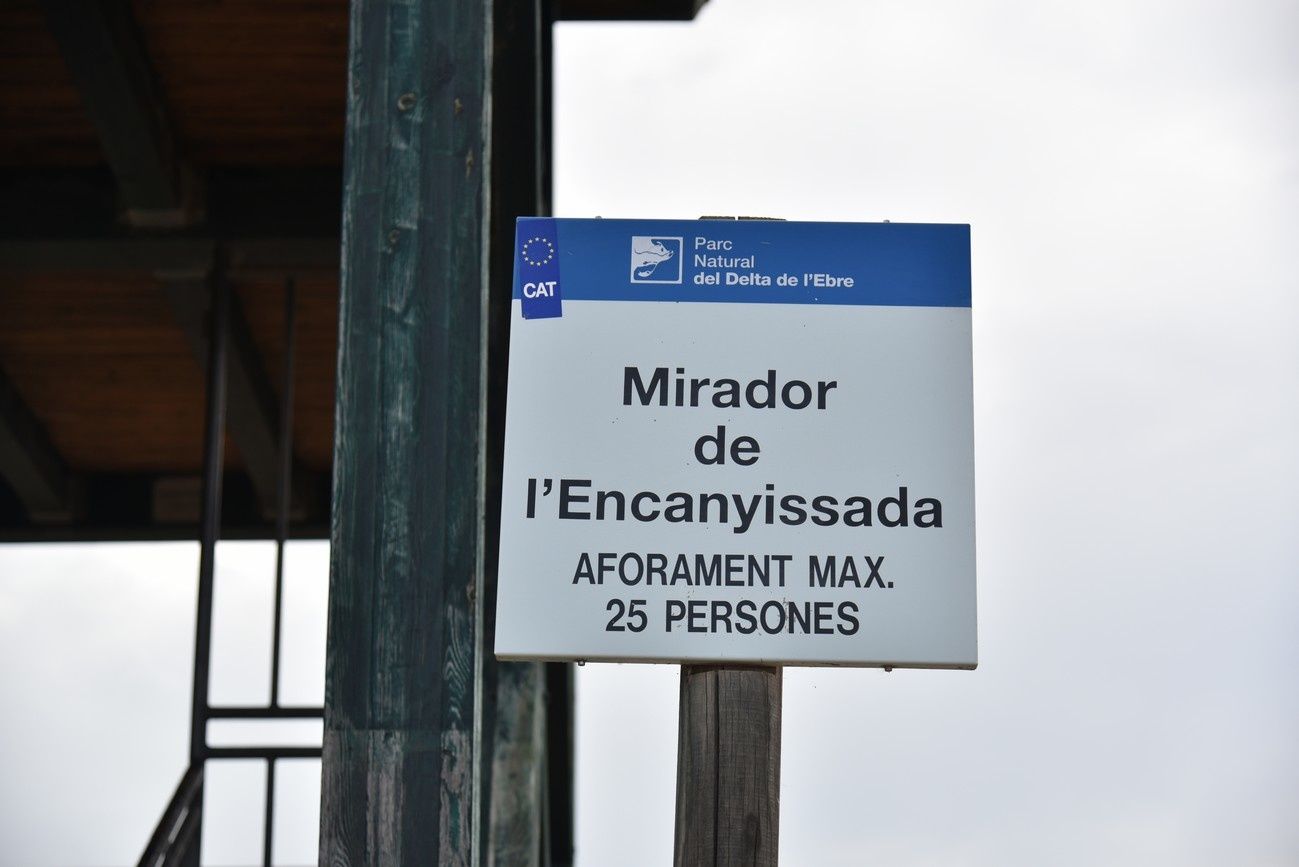 CAT
Parc
Natural
del Delta de l'Ebre
Mirador
de
l'Encanyissada
AFORAMENT MAX.
25 PERSONES